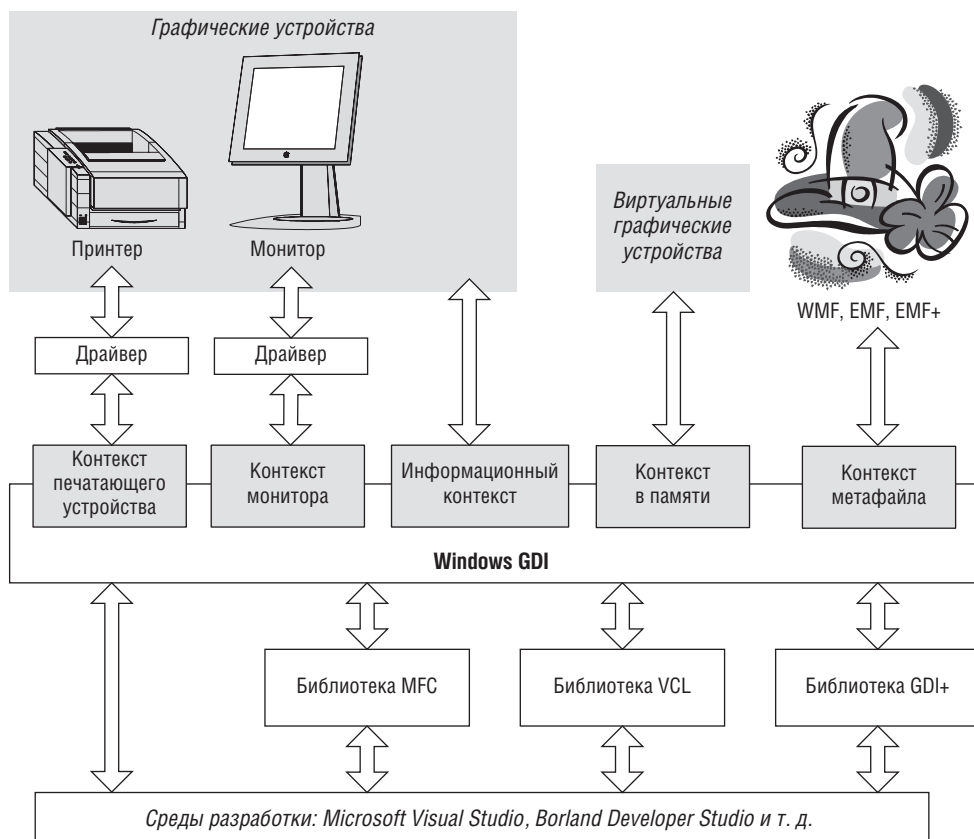 Графические устройства
Принтер
Монитор
Виртуальные
графические
устройства
WMF, EMF, EMF+
Драйвер
Драйвер
Контекст
печатающего
устройства
Контекст
монитора
Информационный
контекст
Контекст
в памяти
Контекст
метафайла
Windows GDI
Библиотека MFC
Библиотека VCL
Библиотека GDI+
Среды разработки: Microsoft Visual Studio, Borland Developer Studio и т. д.